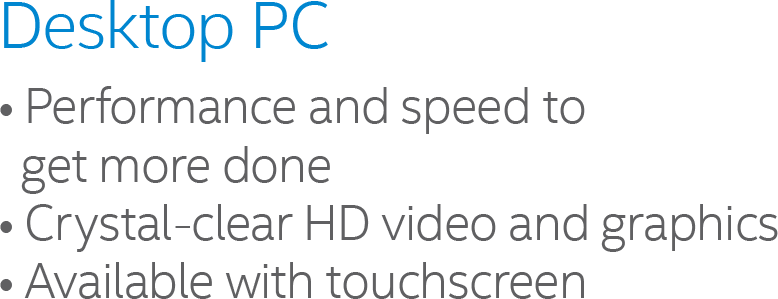 Desktop PC
• Performance and speed to
get more done
• Crystal-clear HD video and graphics
• Available with touchscreen